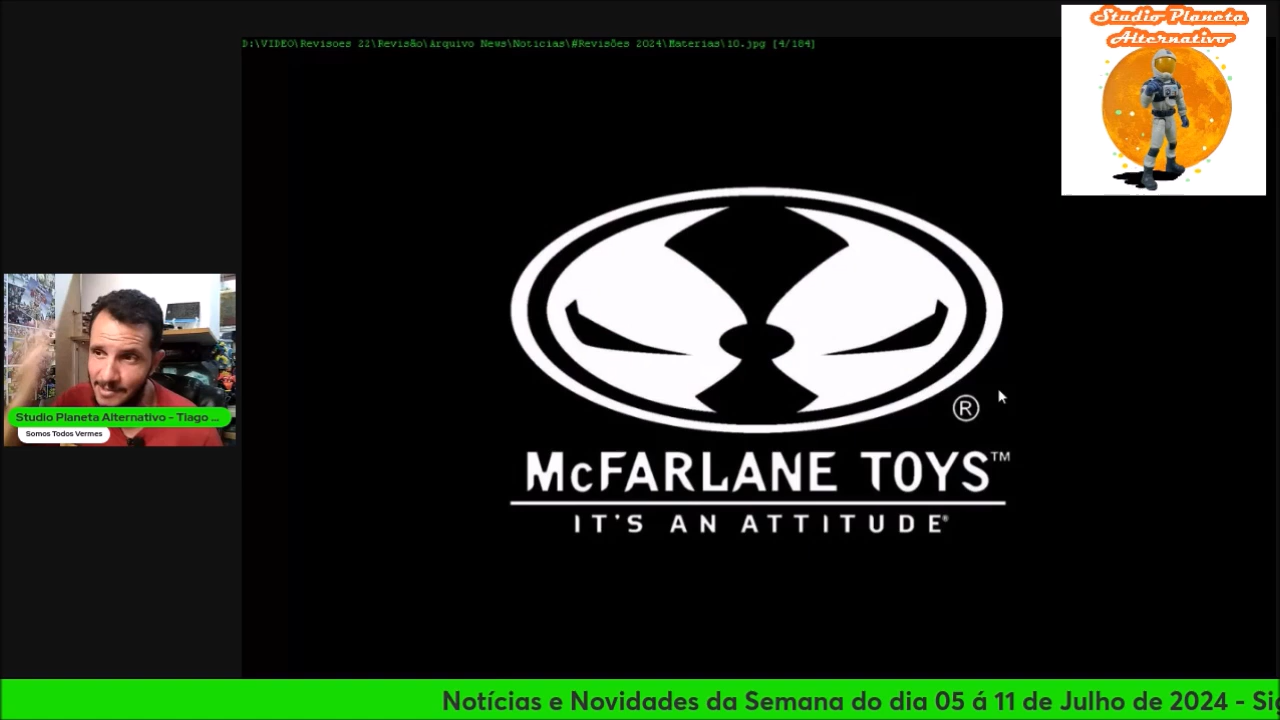 D:\VIDEO\Revisoes 22\Revisão\Arquivo News\Noticias\#Revisões 2024\Materias\10.jpg [4/184]
Studio Planeta
Alternativo
®
McFARLANE TOYS™
IT'S AN ATTITUDE®
Studio Planeta Alternativo - Tiago ...
Somos Todos Vermes
Notícias e Novidades da Semana do dia 05 á 11 de Julho de 2024 - Sig